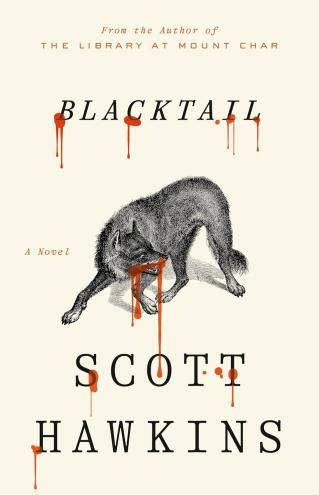 From the Author of
THE LIBRARY AT MOUNT CHAR
BLACKTAIL
A Novel
SCOTT
HAWKINS